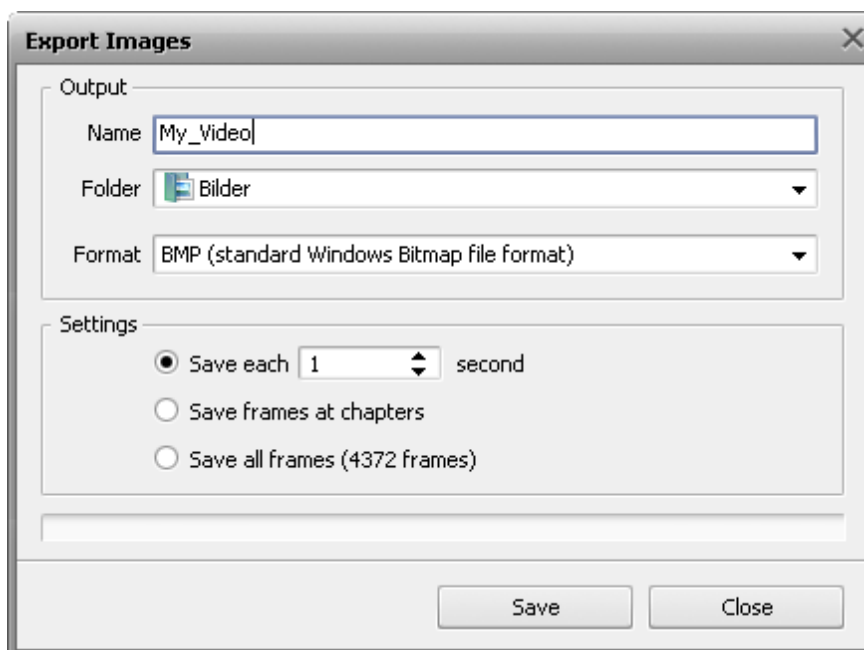 Export Images
Output
Name My_Video
Folder Bilder
Format BMP (standard Windows Bitmap file format)
Settings
Save each 1 second
Save frames at chapters
Save all frames (4372 frames)
Save Close